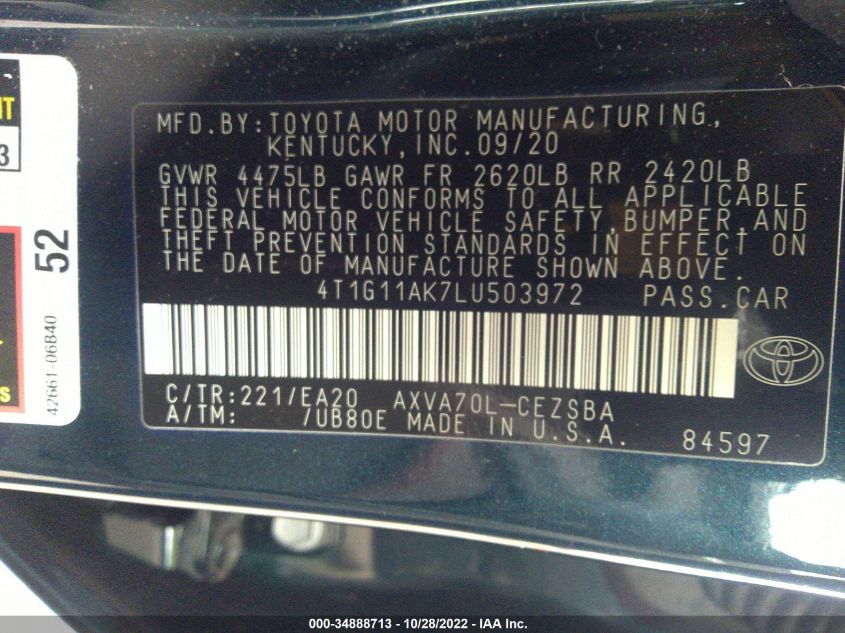 NT
3
52
42661-06B40
S
MFD.BY:TOYOTA MOTOR MANUFACTURING,
KENTUCKY,INC.09/20
GVWR 4475LB GAWR FR 2620LB RR 2420LB
THIS VEHICLE CONFORMS TO ALL APPLICABLE
FEDERAL MOTOR VEHICLE SAFETY,BUMPER,AND
THEFT PREVENTION STANDARDS IN EFFECT ON
THE DATE OF MANUFACTURE SHOWN ABOVE.
4T1G11AK7LU503972 PASS.CAR
C/TR:221/EA20 AXVA70L-CEZSBA
A/TM: /UB80E MADE IN U.S.A. 84597
000-34888713 - 10/28/2022 - IAA Inc.